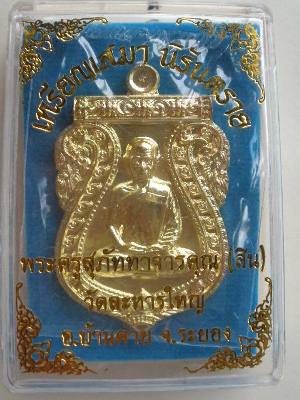 เหรียญเสมา นิรันตราย
พระครูสุภัททาจารคุณ (สิน)
วัดละหารใหญ่
อ.บ้านค่าย จ.ระยอง